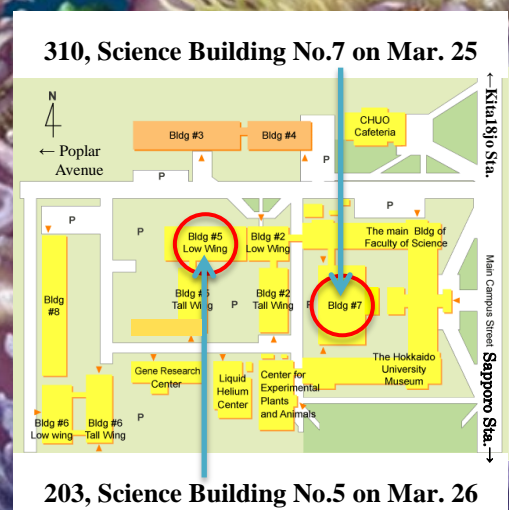 310, Science Building No.7 on Mar. 25
N
← Poplar
Avenue
Bldg #3
Bldg #4
CHUO
Cafeteria
←Kita18jo Sta.
P
P
P
P
Bldg #5
Low Wing
Bldg #2
Low Wing
The main Bldg of
Faculty of Science
Main Campus Street
Bldg
#8
Bldg #5
Tall Wing
P
Bldg #2
Tall Wing
P
Bldg #7
Gene Research
Center
Liquid
Helium
Center
Center for
Experimental
Plants
and Animals
The Hokkaido
University
Museum
Sapporo Sta.→
Bldg #6
Low wing
Bldg #6
Tall Wing
P
203, Science Building No.5 on Mar. 26